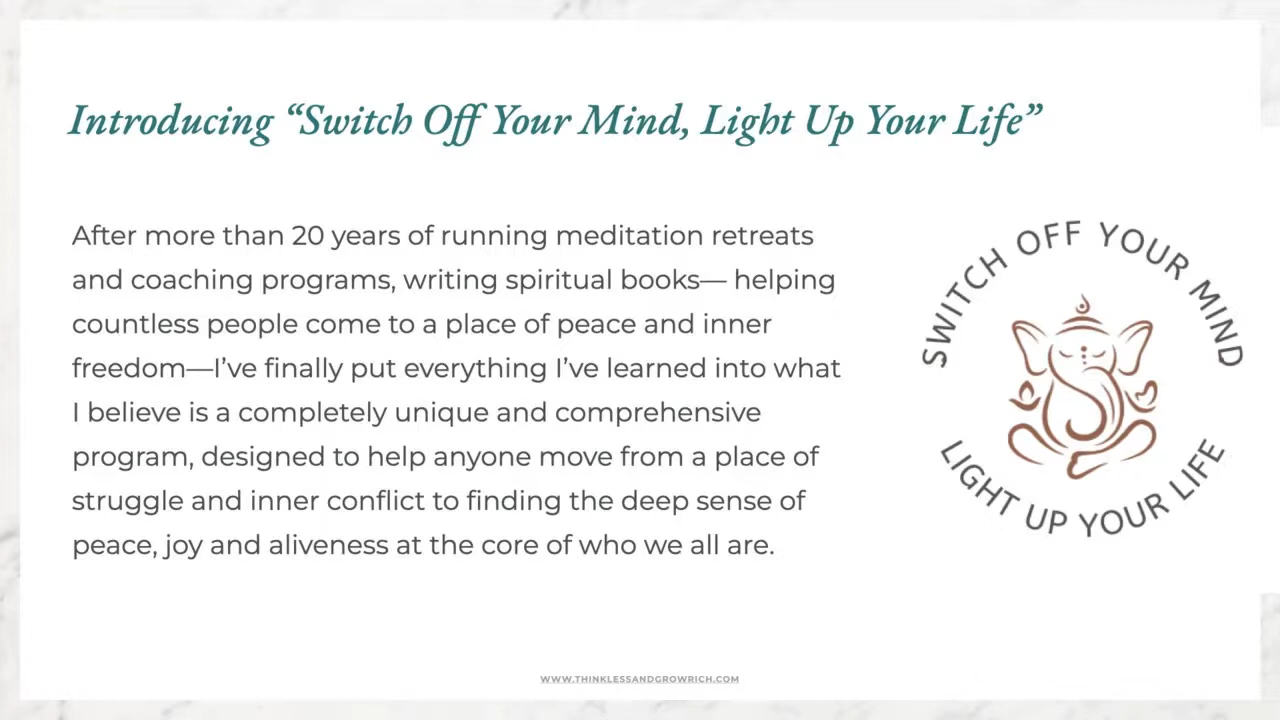 Introducing “Switch Off Your Mind, Light Up Your Life”
After more than 20 years of running meditation retreats
and coaching programs, writing spiritual books— helping
countless people come to a place of peace and inner
freedom—I’ve finally put everything I’ve learned into what
I believe is a completely unique and comprehensive
program, designed to help anyone move from a place of
struggle and inner conflict to finding the deep sense of
peace, joy and aliveness at the core of who we all are.
SWITCH OFF YOUR MIND
LIGHT UP YOUR LIFE
WWW.THINKLESSANDGROWRICH.COM